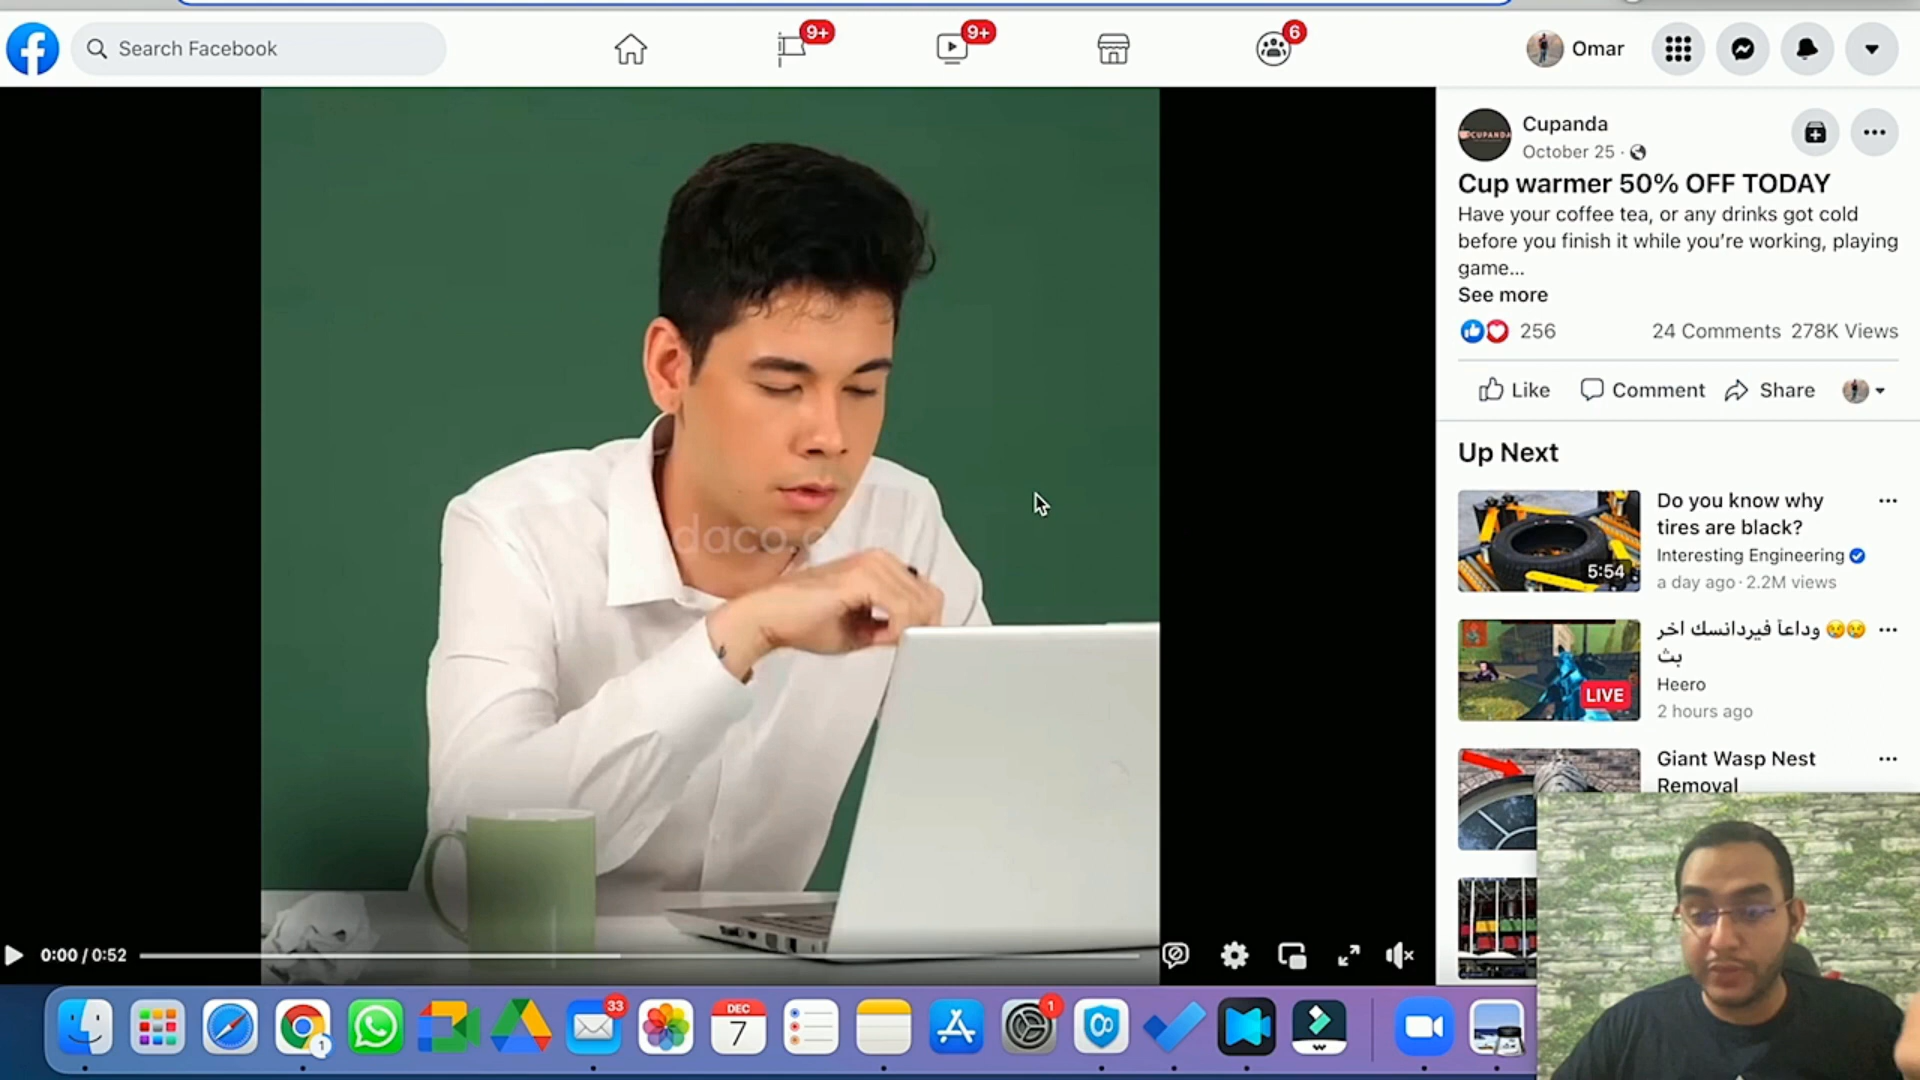 Search Facebook
9+
9+
6
Omar
CUPANDA
Cupanda
October 25 ·
Cup warmer 50% OFF TODAY
Have your coffee tea, or any drinks got cold
before you finish it while you're working, playing
game...
See more
256
24 Comments 278K Views
Like
Comment
Share
Up Next
Do you know why
tires are black?
Interesting Engineering
a day ago · 2.2M views
5:54
وداعاً فيردانسك اخر 😢😢
بث
Heero
2 hours ago
LIVE
Giant Wasp Nest
Removal
0:00 / 0:52
1
33
DEC
7
1